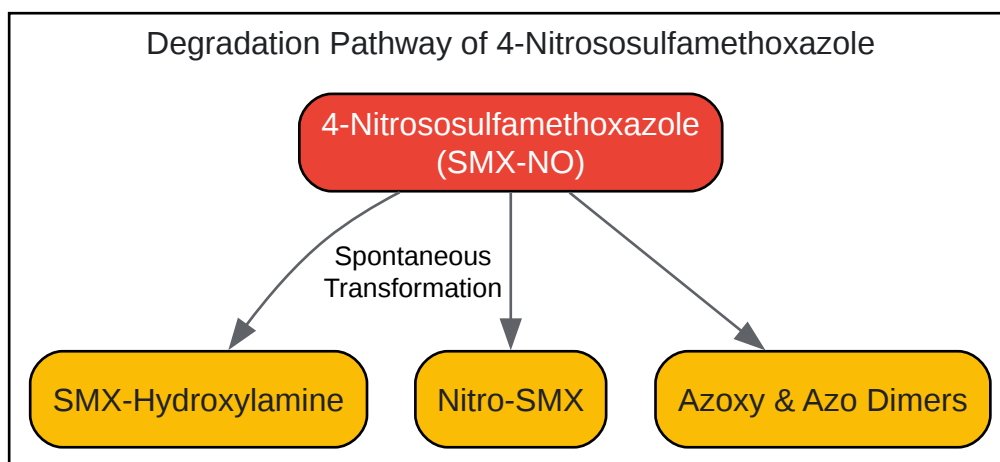 Degradation Pathway of 4-Nitrososulfamethoxazole
4-Nitrososulfamethoxazole
(SMX-NO)
Spontaneous
Transformation
SMX-Hydroxylamine
Nitro-SMX
Azoxy & Azo Dimers